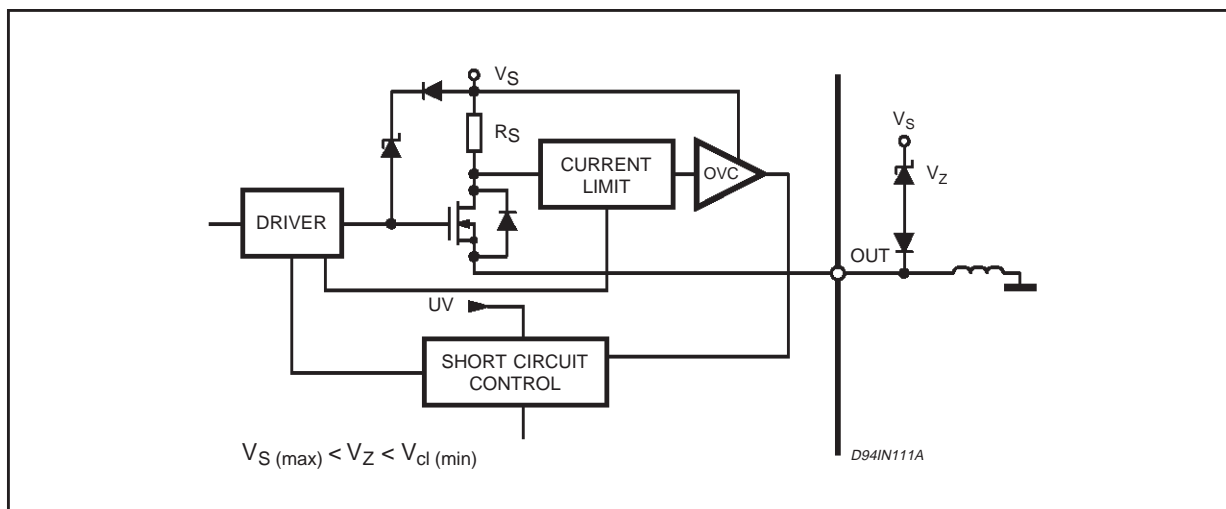 V_S
R_S
CURRENT
LIMIT
OVC
V_S
V_Z
DRIVER
OUT
UV
SHORT CIRCUIT
CONTROL
V_S (max) < V_Z < V_cl (min)
D94IN111A